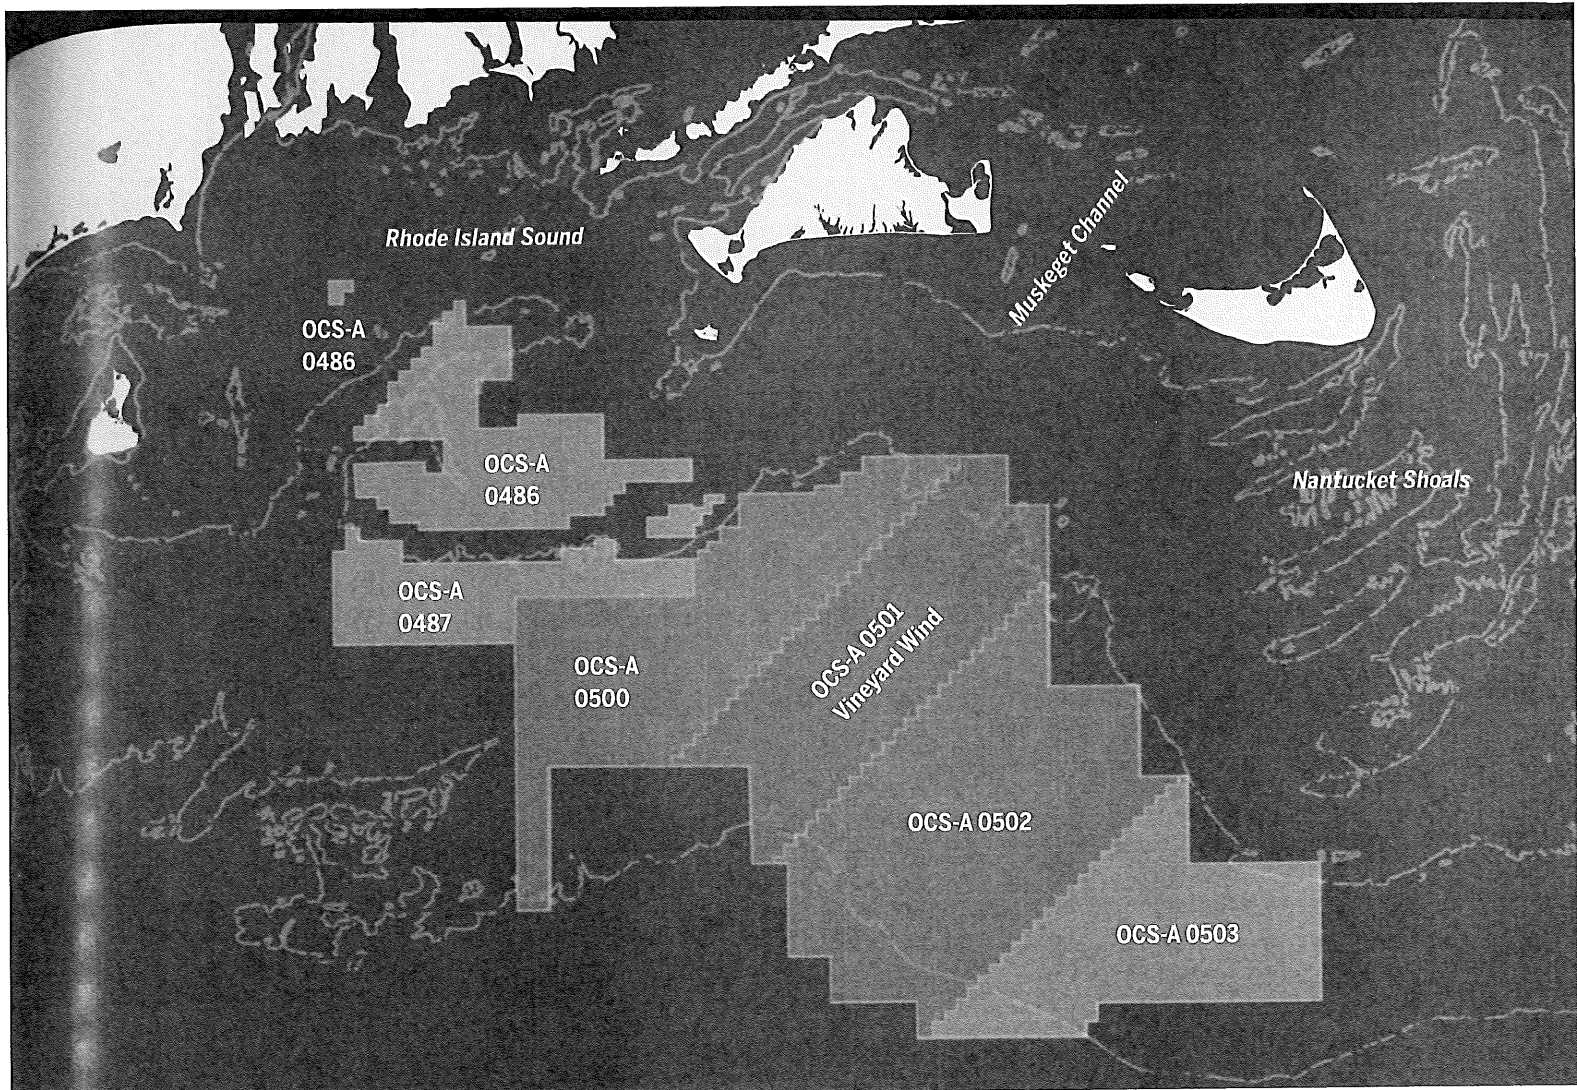 Rhode Island Sound
Muskeget Channel
OCS-A
0486
OCS-A
0486
Nantucket Shoals
OCS-A
0487
OCS-A 0501
Vineyard Wind
OCS-A
0500
OCS-A 0502
OCS-A 0503